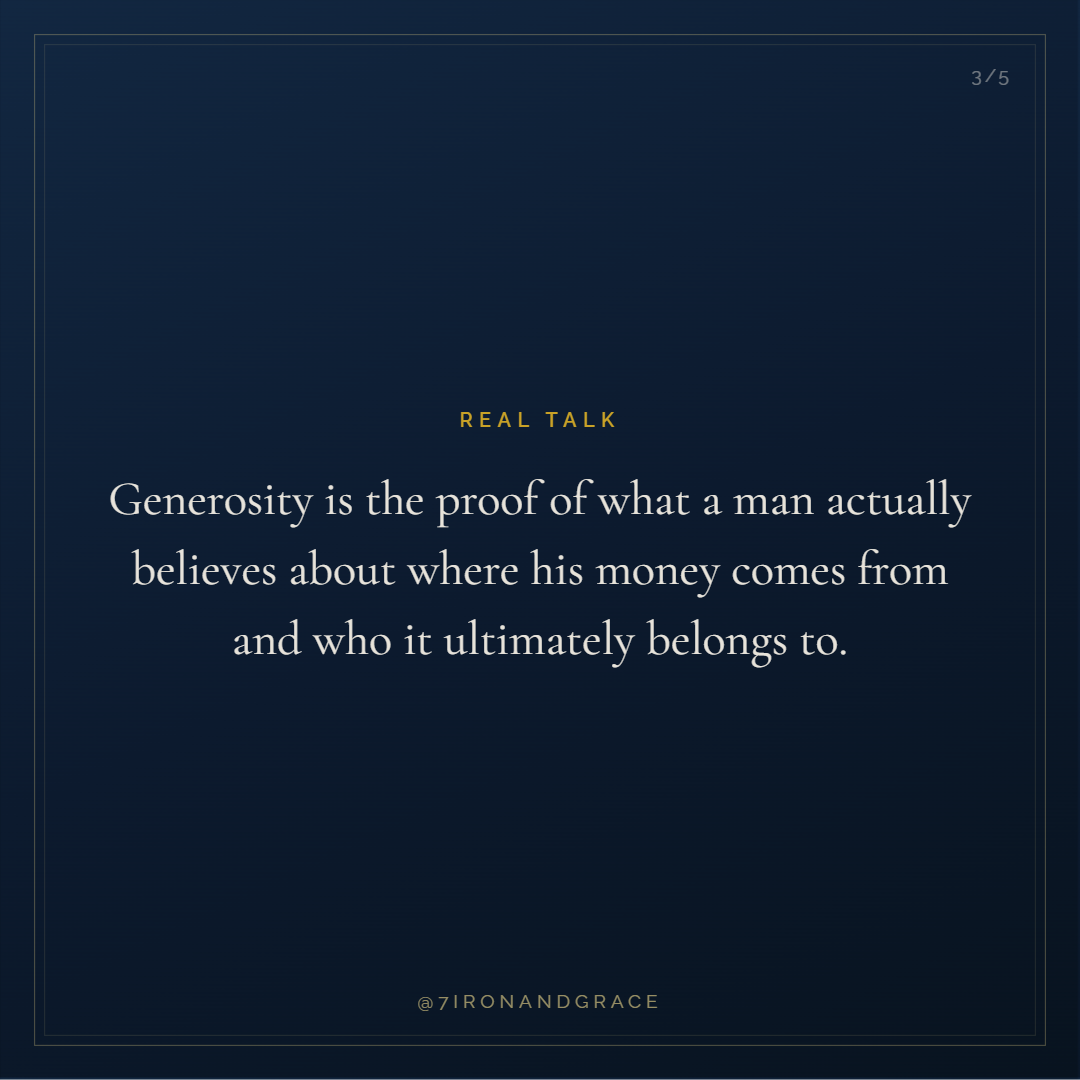 3/5
REAL TALK
Generosity is the proof of what a man actually
believes about where his money comes from
and who it ultimately belongs to.
@7IRONANDGRACE